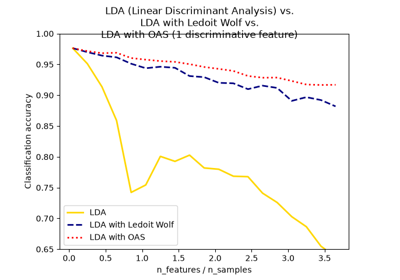 LDA (Linear Discriminant Analysis) vs.
LDA with Ledoit Wolf vs.
LDA with OAS (1 discriminative feature)
1.00
0.95
0.90
0.85
0.80
0.75
0.70
0.65
Classification accuracy
LDA
LDA with Ledoit Wolf
LDA with OAS
0.0 0.5 1.0 1.5 2.0 2.5 3.0 3.5
n_features / n_samples